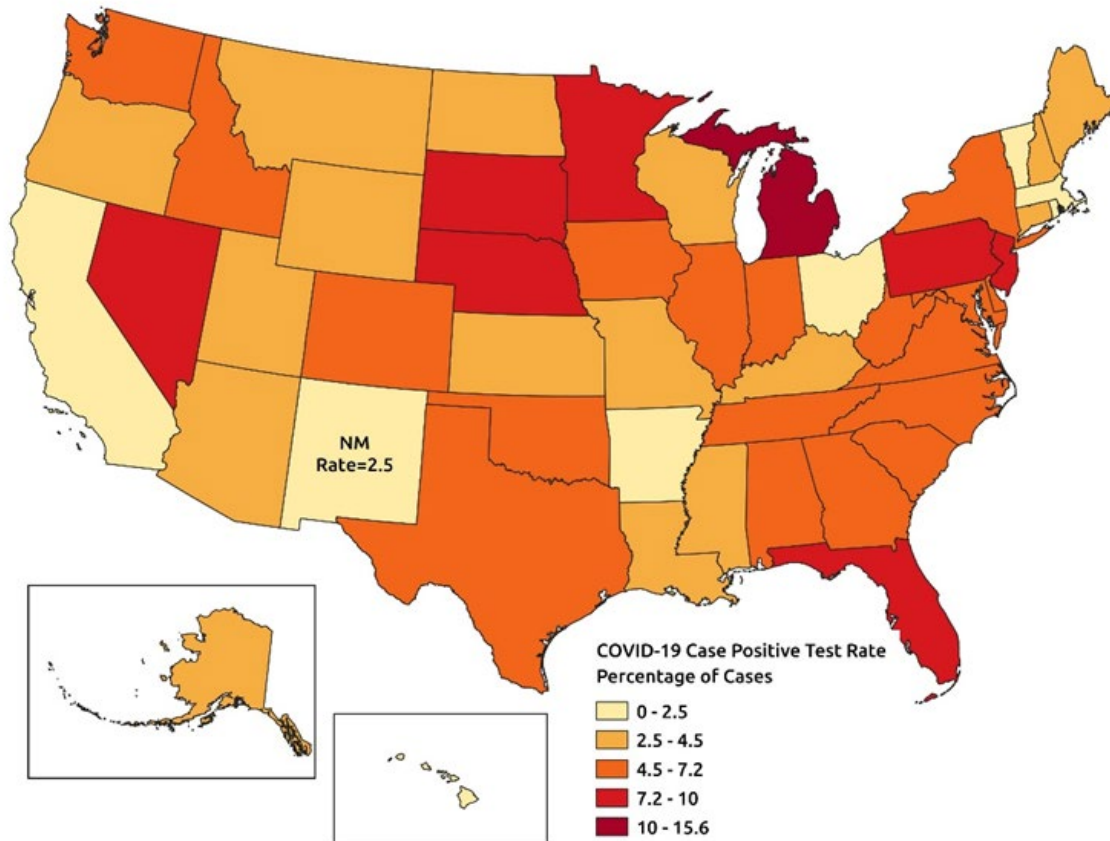 NM
Rate=2.5
COVID-19 Case Positive Test Rate
Percentage of Cases
0 - 2.5
2.5 - 4.5
4.5 - 7.2
7.2 - 10
10 - 15.6